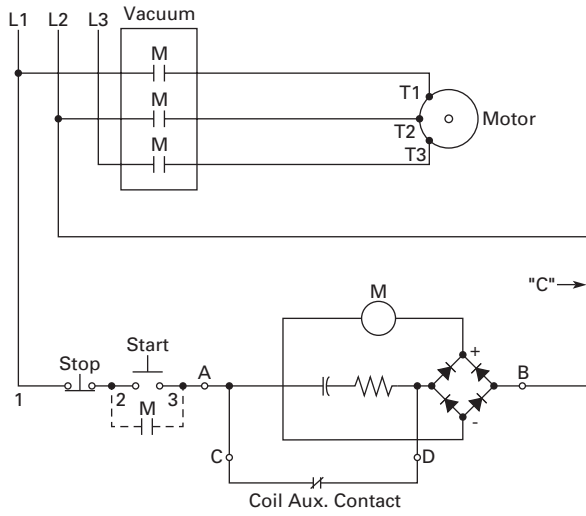 L1 L2 L3 Vacuum
M
M
M
T1
T2
T3
Motor
"C"
M
Stop
Start
A
+
B
1
2
3
M
-
C
D
Coil Aux. Contact